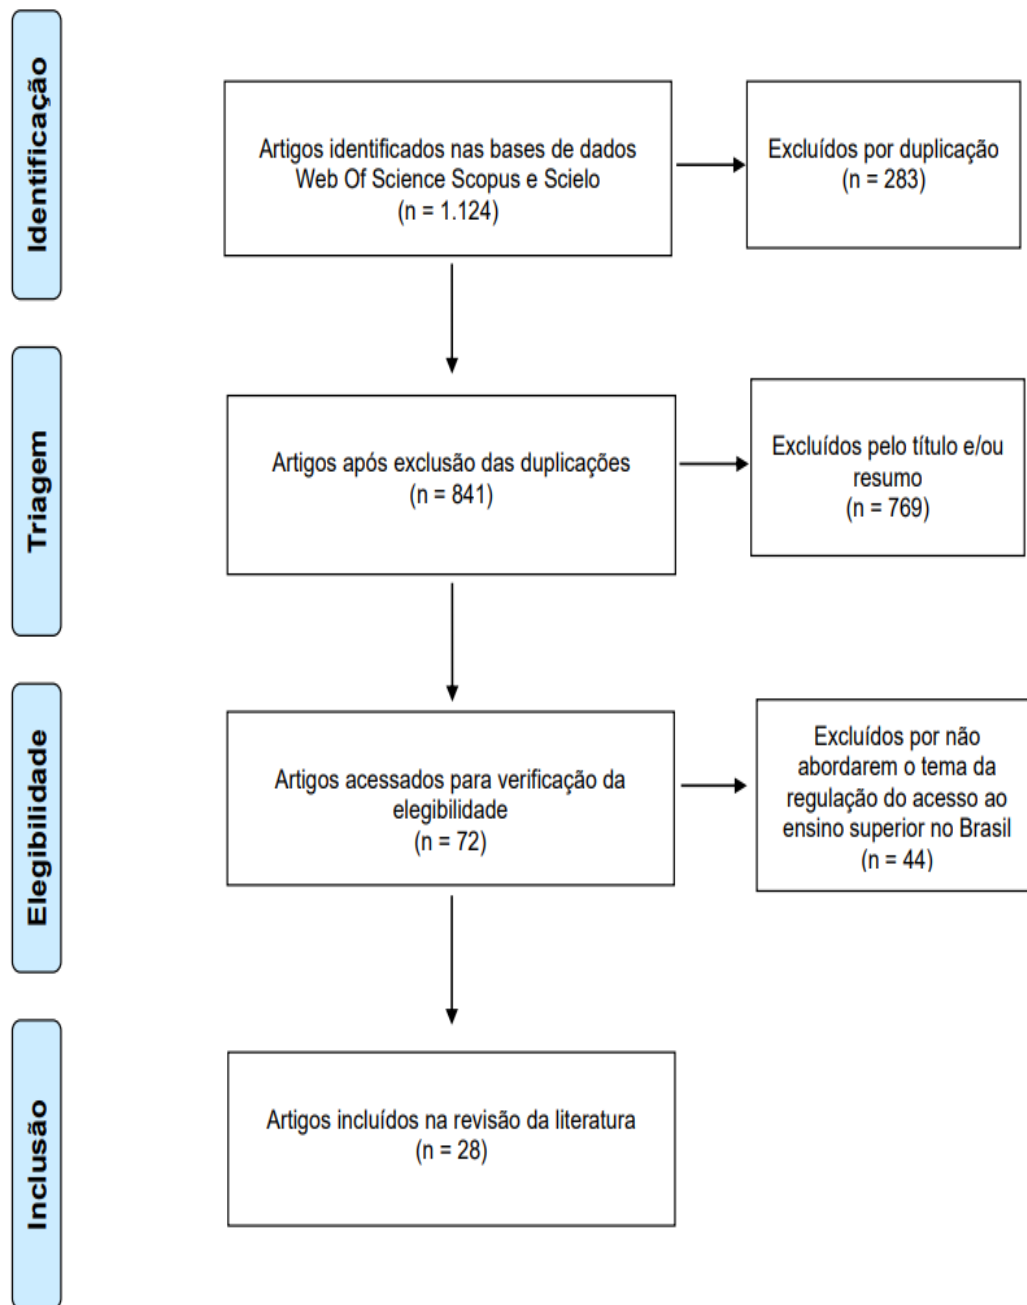 Identificação
Artigos identificados nas bases de dados
Web Of Science Scopus e Scielo
(n = 1.124)
Excluídos por duplicação
(n = 283)
Triagem
Artigos após exclusão das duplicações
(n = 841)
Excluídos pelo título e/ou
resumo
(n = 769)
Elegibilidade
Artigos acessados para verificação da
elegibilidade
(n = 72)
Excluídos por não
abordarem o tema da
regulação do acesso ao
ensino superior no Brasil
(n = 44)
Inclusão
Artigos incluídos na revisão da literatura
(n = 28)